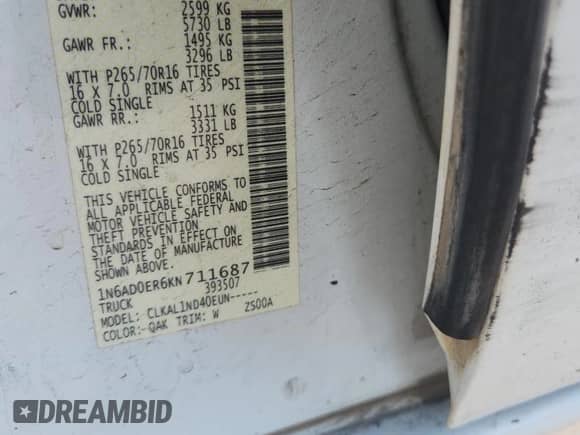 GVWR: 2599 KG
5730 LB
GAWR FR.: 1495 KG
3296 LB
WITH P265/70R16 TIRES
16 X 7.0 RIMS AT 35 PSI
COLD SINGLE
GAWR RR.: 1511 KG
3331 LB
WITH P265/70R16 TIRES
16 X 7.0 RIMS AT 35 PSI
COLD SINGLE
THIS VEHICLE CONFORMS TO
ALL APPLICABLE FEDERAL
MOTOR VEHICLE SAFETY AND
THEFT PREVENTION
STANDARDS IN EFFECT ON
THE DATE OF MANUFACTURE
SHOWN ABOVE.
1N6AD0ER6KN711687
TRUCK 393507
MODEL: CLKAL1ND40EUN-----
COLOR:-QAK TRIM: W ZS00A
DREAMBID